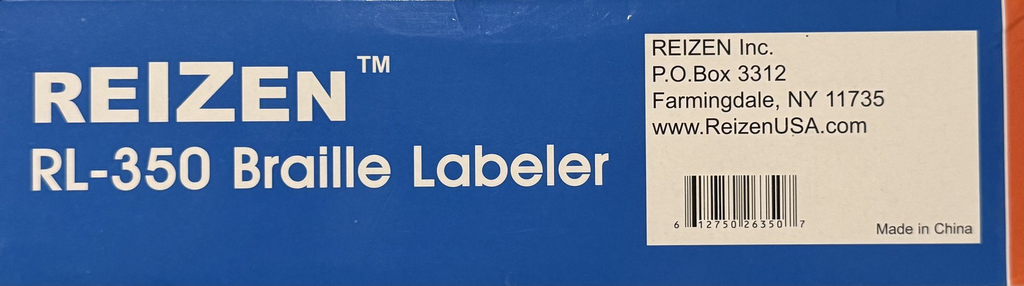 REIZEN™
RL-350 Braille Labeler
REIZEN Inc.
P.O.Box 3312
Farmingdale, NY 11735
www.ReizenUSA.com
6 12750 26350 7
Made in China